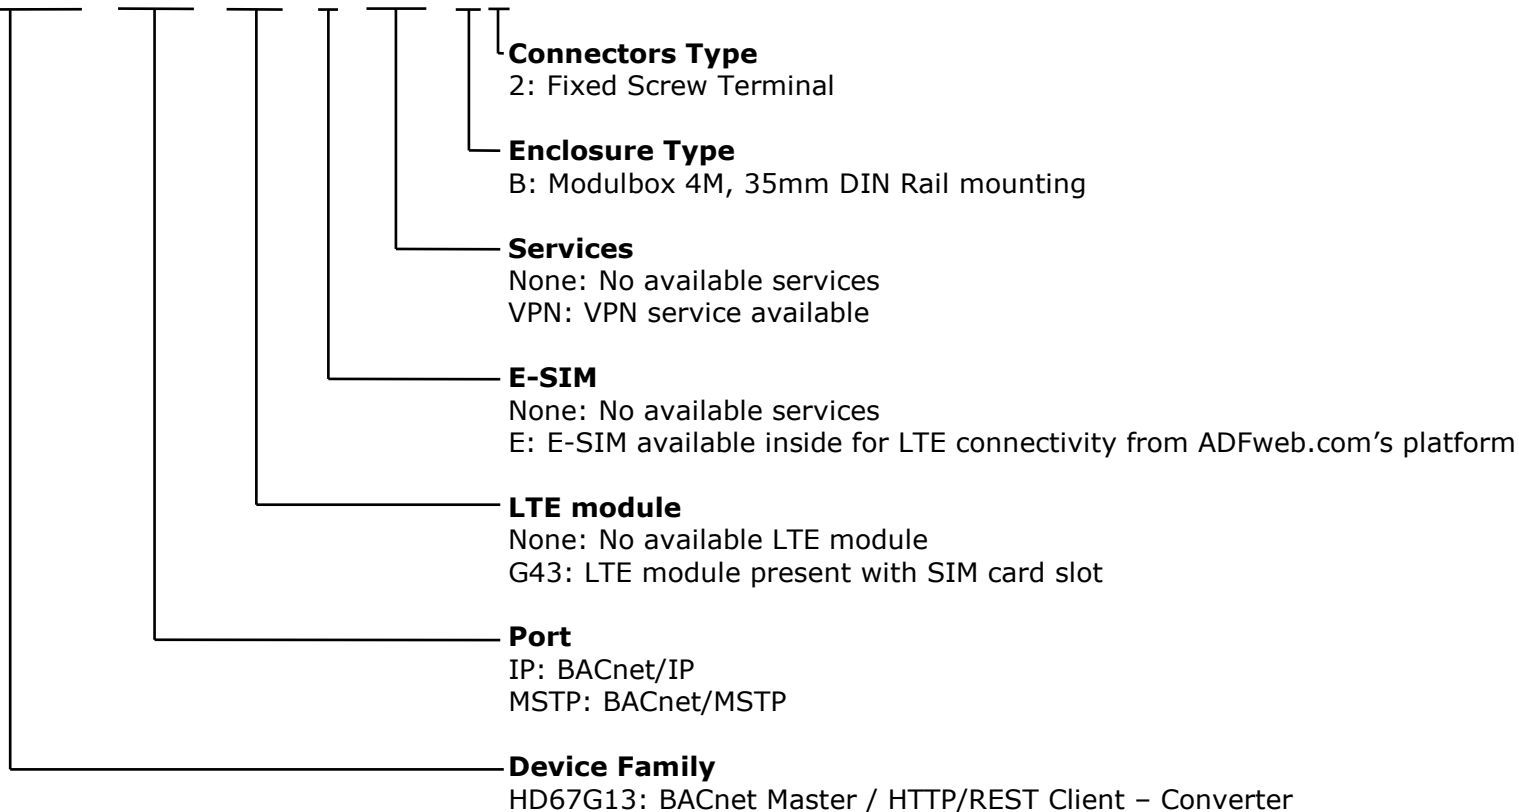 Connectors Type
2: Fixed Screw Terminal
Enclosure Type
B: Modulbox 4M, 35mm DIN Rail mounting
Services
None: No available services
VPN: VPN service available
E-SIM
None: No available services
E: E-SIM available inside for LTE connectivity from ADFweb.com’s platform
LTE module
None: No available LTE module
G43: LTE module present with SIM card slot
Port
IP: BACnet/IP
MSTP: BACnet/MSTP
Device Family
HD67G13: BACnet Master / HTTP/REST Client – Converter